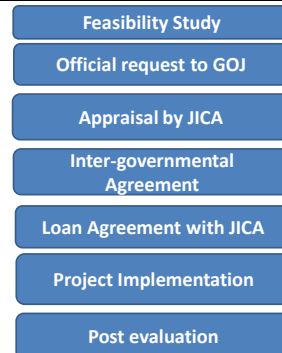 Feasibility Study
Official request to GOJ
Appraisal by JICA
Inter-governmental
Agreement
Loan Agreement with JICA
Project Implementation
Post evaluation